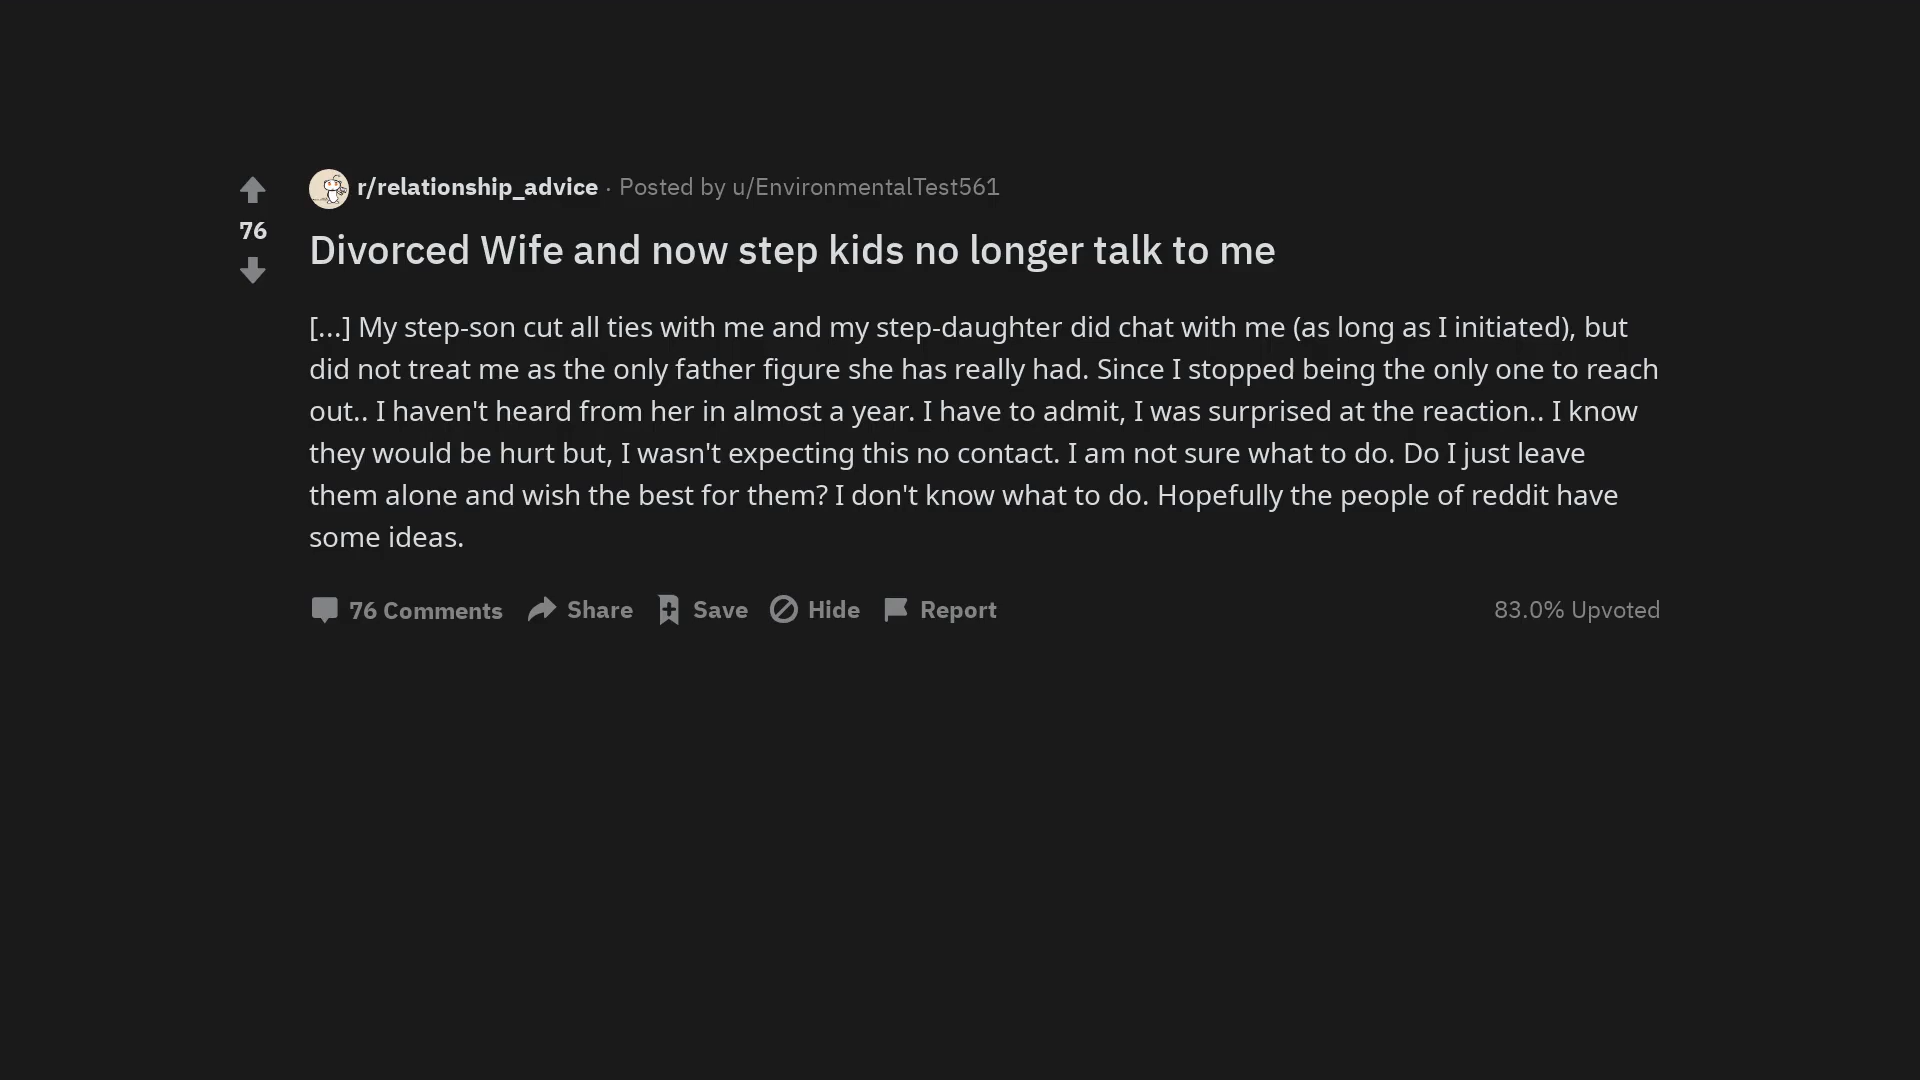 r/relationship_advice · Posted by u/EnvironmentalTest561
76
Divorced Wife and now step kids no longer talk to me
[...] My step-son cut all ties with me and my step-daughter did chat with me (as long as I initiated), but
did not treat me as the only father figure she has really had. Since I stopped being the only one to reach
out.. I haven't heard from her in almost a year. I have to admit, I was surprised at the reaction.. I know
they would be hurt but, I wasn't expecting this no contact. I am not sure what to do. Do I just leave
them alone and wish the best for them? I don't know what to do. Hopefully the people of reddit have
some ideas.
76 Comments Share Save Hide Report 83.0% Upvoted